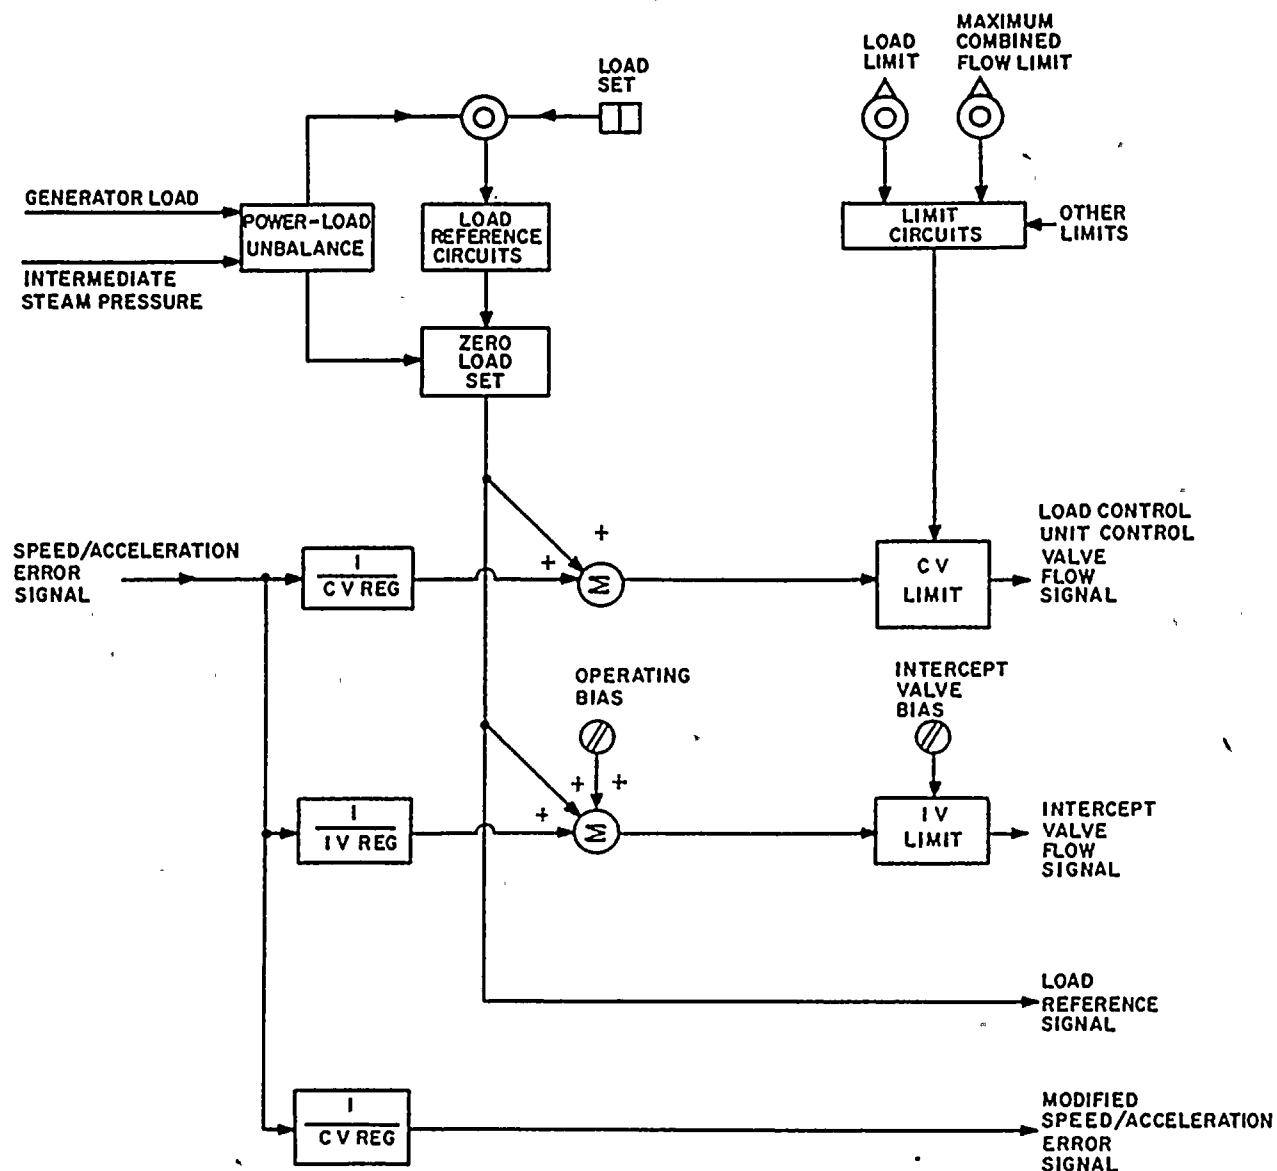 LOAD
SET
LOAD
LIMIT
MAXIMUM
COMBINED
FLOW LIMIT
GENERATOR LOAD
POWER-LOAD
UNBALANCE
LOAD
REFERENCE
CIRCUITS
LIMIT
CIRCUITS
OTHER
LIMITS
INTERMEDIATE
STEAM PRESSURE
ZERO
LOAD
SET
SPEED/ACCELERATION
ERROR
SIGNAL
1
CV REG
+
+
M
CV
LIMIT
LOAD CONTROL
UNIT CONTROL
VALVE
FLOW
SIGNAL
OPERATING
BIAS
INTERCEPT
VALVE
BIAS
1
IV REG
+
+
+
M
IV
LIMIT
INTERCEPT
VALVE
FLOW
SIGNAL
LOAD
REFERENCE
SIGNAL
1
CV REG
MODIFIED
SPEED/ACCELERATION
ERROR
SIGNAL